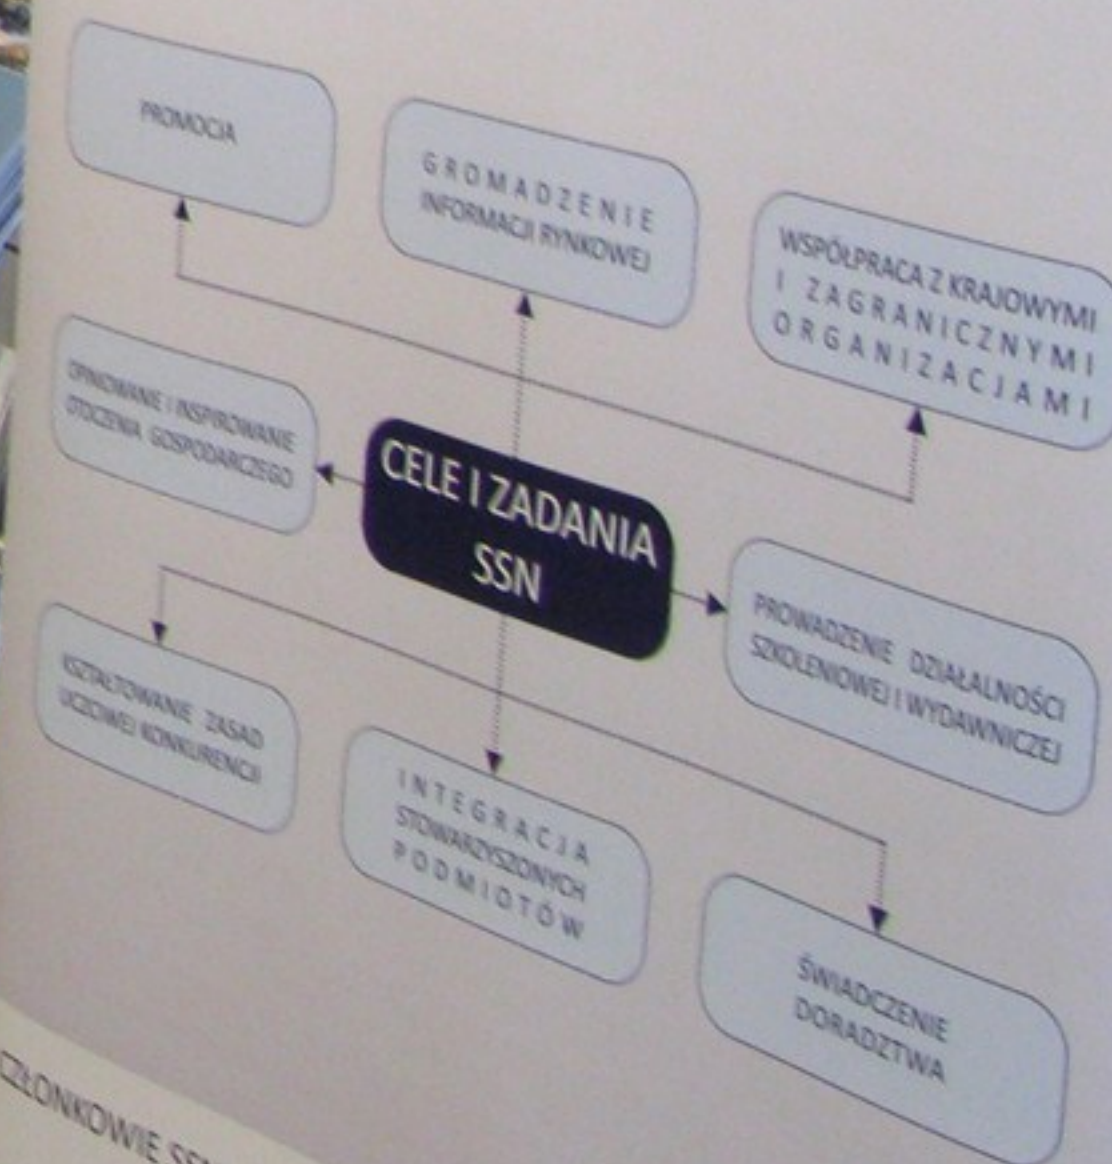 PROMOCJA
GROMADZENIE
INFORMACJI RYNKOWEJ
WSPÓŁPRACA Z KRAJOWYMI
I ZAGRANICZNYMI
ORGANIZACJAMI
OPINIOWANIE I INSPIROWANIE
OTOCZENIA GOSPODARCZEGO
CELE I ZADANIA
SSN
PROWADZENIE DZIAŁALNOŚCI
SZKOLENIOWEJ I WYDAWNICZEJ
KSZTAŁTOWANIE ZASAD
UCZCIWEJ KONKURENCJI
INTEGRACJA
STOWARZYSZONYCH
PODMIOTÓW
ŚWIADCZENIE
DORADZTWA
CZŁONKOWIE SSN